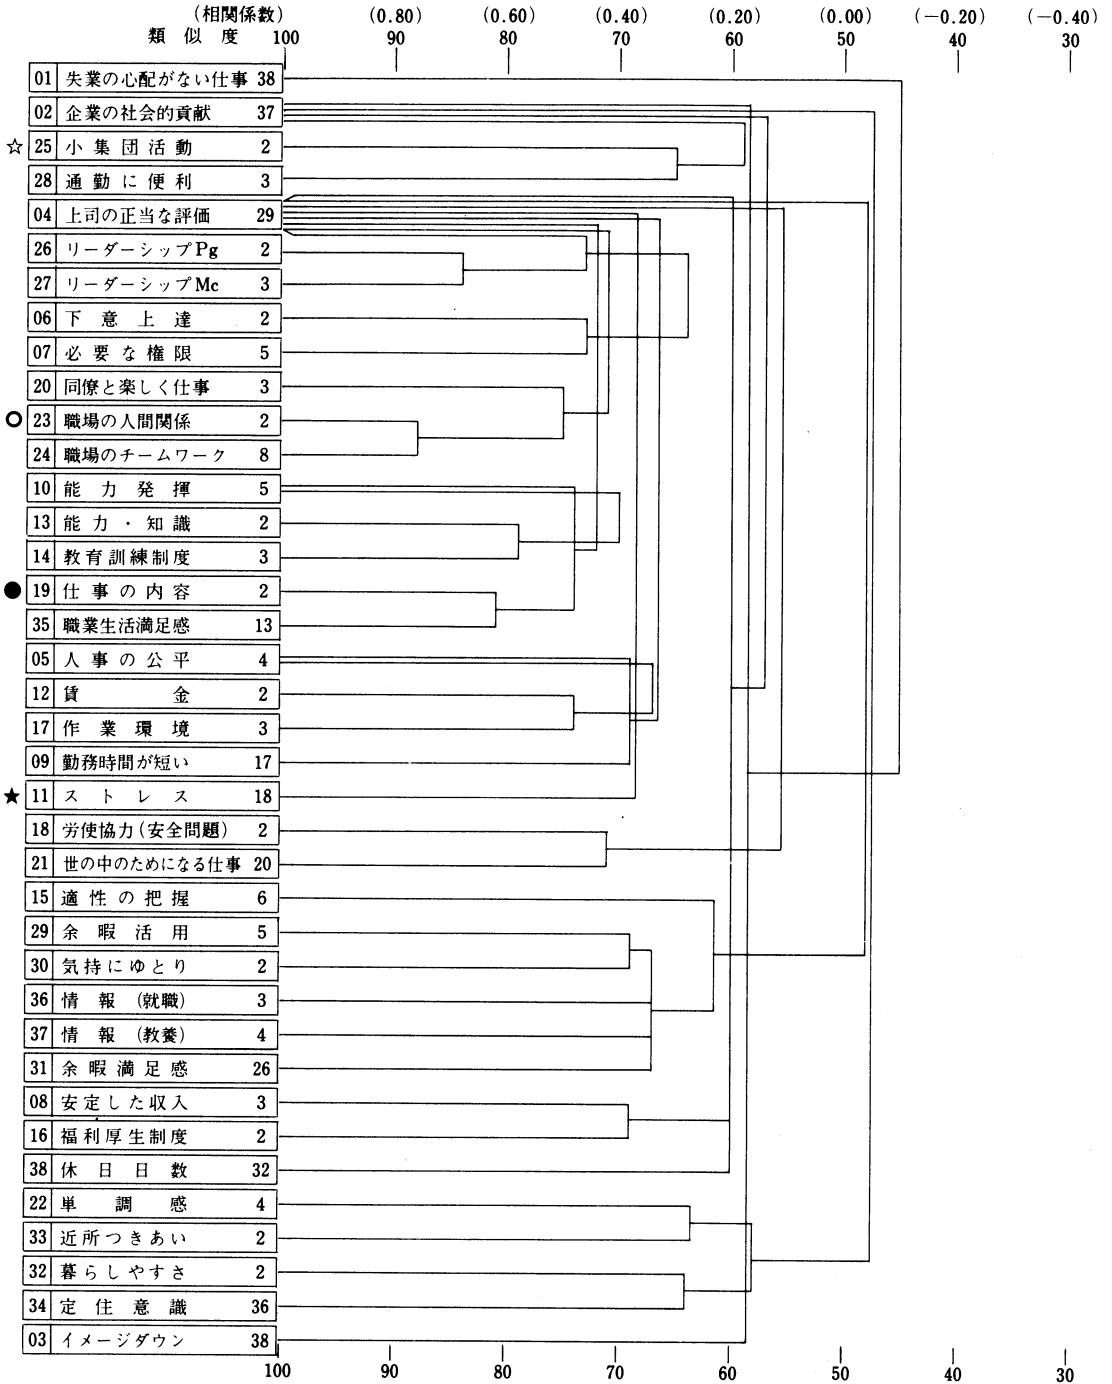 (相関係数) (0.80) (0.60) (0.40) (0.20) (0.00) (−0.20) (−0.40)
類似度 100 90 80 70 60 50 40 30
01 失業の心配がない仕事 38
02 企業の社会的貢献 37
☆ 25 小集団活動 2
28 通勤に便利 3
04 上司の正当な評価 29
26 リーダーシップPg 2
27 リーダーシップMc 3
06 下意上達 2
07 必要な権限 5
20 同僚と楽しく仕事 3
○ 23 職場の人間関係 2
24 職場のチームワーク 8
10 能力発揮 5
13 能力・知識 2
14 教育訓練制度 3
● 19 仕事の内容 2
35 職業生活満足感 13
05 人事の公平 4
12 賃金 2
17 作業環境 3
09 勤務時間が短い 17
★ 11 ストレス 18
18 労使協力(安全問題) 2
21 世の中のためになる仕事 20
15 適性の把握 6
29 余暇活用 5
30 気持にゆとり 2
36 情報(就職) 3
37 情報(教養) 4
31 余暇満足感 26
08 安定した収入 3
16 福利厚生制度 2
38 休日日数 32
22 単調感 4
33 近所つきあい 2
32 暮らしやすさ 2
34 定住意識 36
03 イメージダウン 38
100 90 80 70 60 50 40 30